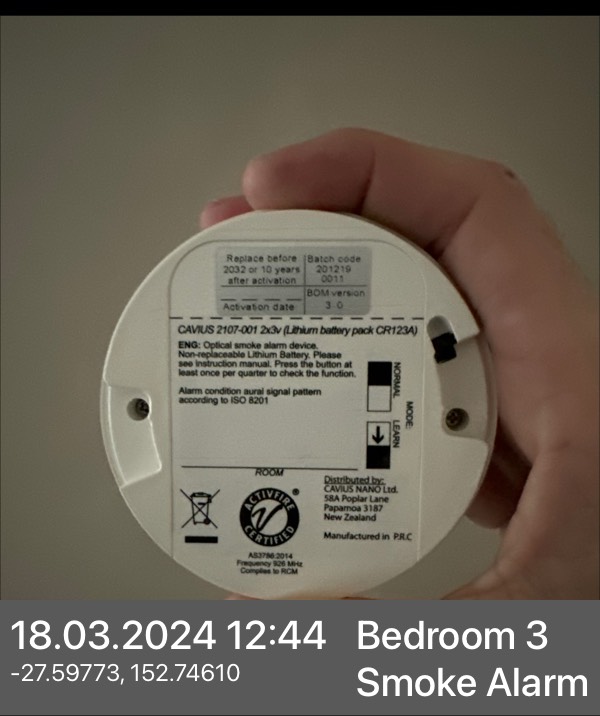 Replace before
2032 or 10 years
after activation
Activation date:
Batch code
201219
0011
BOM version
3.0
CAVIUS 2107-001 2x3v (Lithium battery pack CR123A)
ENG: Optical smoke alarm device.
Non-replaceable Lithium Battery. Please
see Instruction manual. Press the button at
least once per quarter to check the function.
Alarm condition aural signal pattern
according to ISO 8201
NORMAL
MODE:
LEARN
ROOM
ACTIVFIRE
CERTIFIED
®
Distributed by:
CAVIUS NANO Ltd.
58A Poplar Lane
Papamoa 3187
New Zealand
Manufactured in P.R.C
AS3786:2014
Frequency 926 MHz
Complies to RCM
18.03.2024 12:44
-27.59773, 152.74610
Bedroom 3
Smoke Alarm